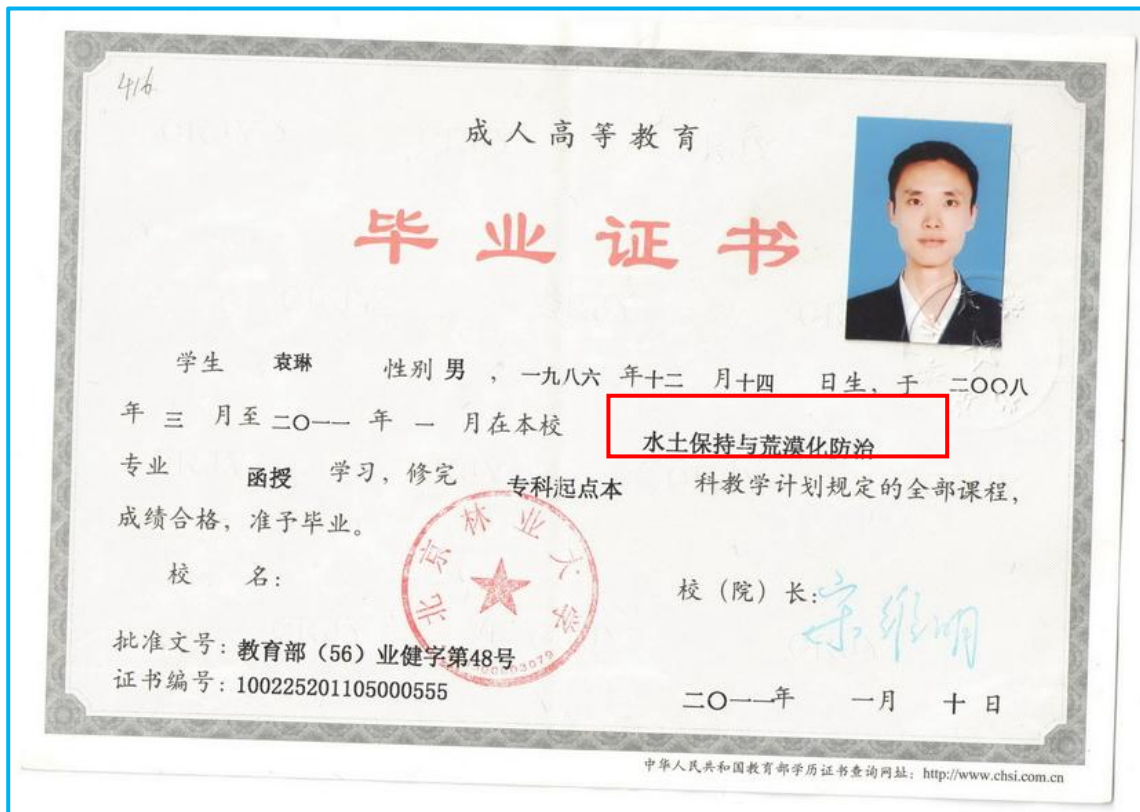 416
成人高等教育
毕业证书
学生 袁琳 性别 男 ，一九八六 年十二 月十四 日生，于 二〇〇八
年 三 月至 二〇一一 年 一 月在本校 水土保持与荒漠化防治
专业 函授 学习，修完 专科起点本 科教学计划规定的全部课程，
成绩合格，准予毕业。
北京林业大学
校 名：
校（院）长：宋维明
批准文号：教育部（56）业健字第48号
证书编号：100225201105000555
二〇一一年 一月 十 日
中华人民共和国教育部学历证书查询网址：http://www.chsi.com.cn